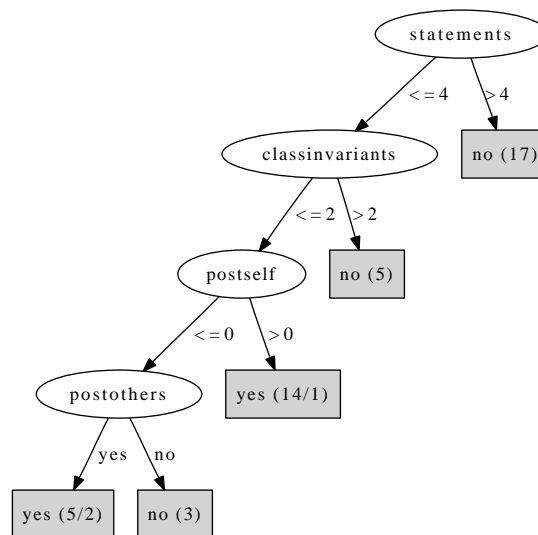 statements
<=4
>4
classinvariants
no (17)
<=2
>2
postself
no (5)
<=0
>0
postothers
yes (14/1)
yes
no
yes (5/2)
no (3)